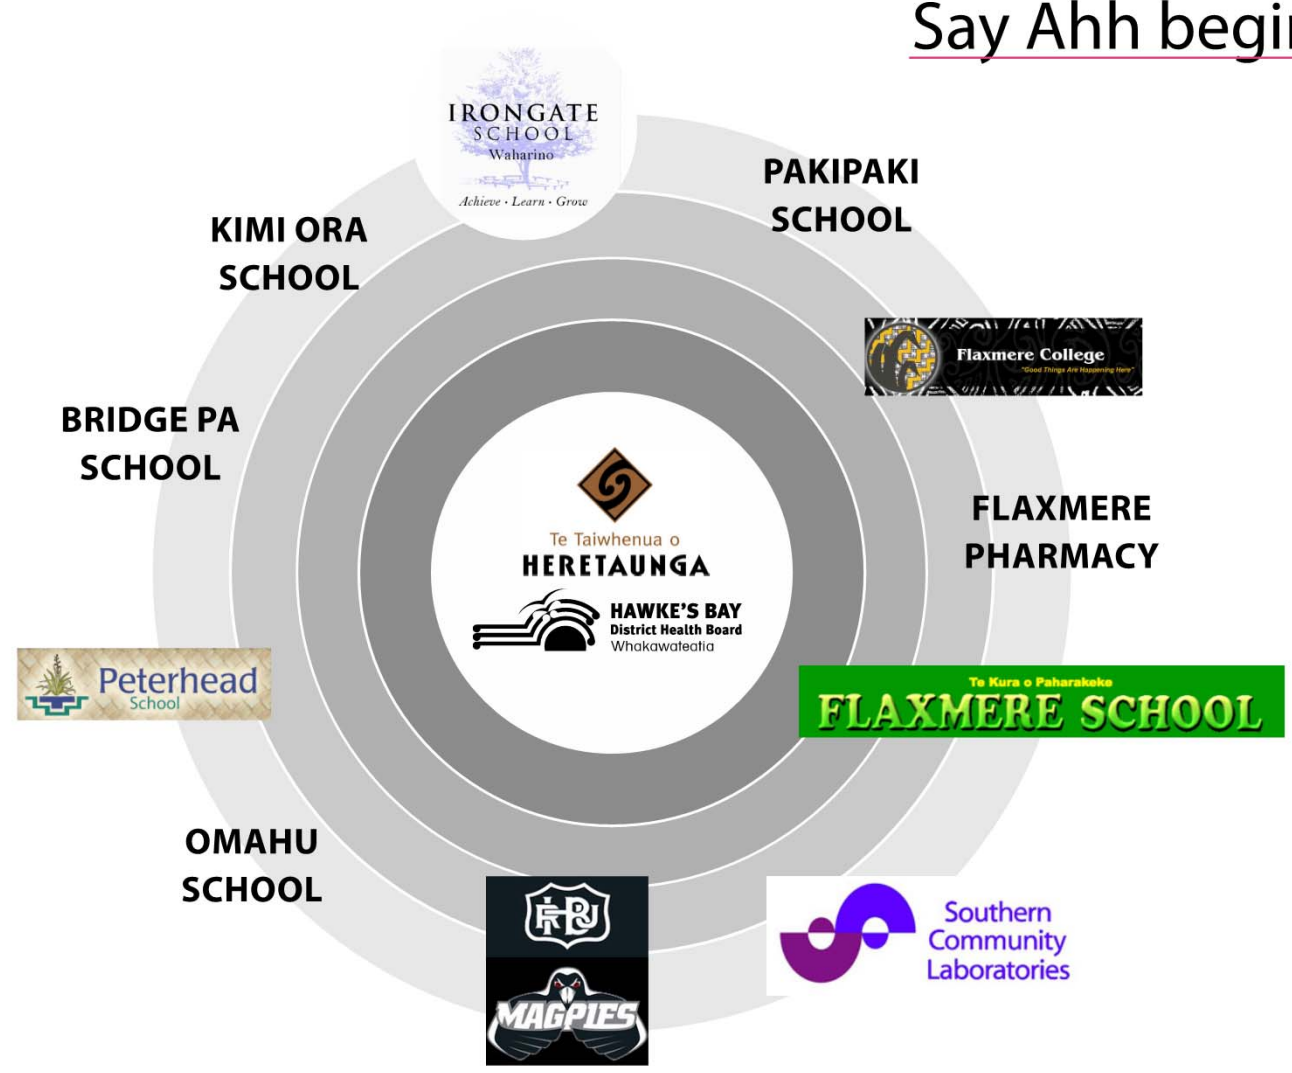 Say Ahh begin
IRONGATE
SCHOOL
Waharino
Achieve • Learn • Grow
PAKIPAKI
SCHOOL
KIMI ORA
SCHOOL
Flaxmere College
"Good Things Are Happening Here"
BRIDGE PA
SCHOOL
FLAXMERE
PHARMACY
Te Taiwhenua o
HERETAUNGA
HAWKE'S BAY
District Health Board
Whakawateatia
Peterhead
School
Te Kura o Paharakeke
FLAXMERE SCHOOL
OMAHU
SCHOOL
HBRFU
MAGPIES
Southern
Community
Laboratories